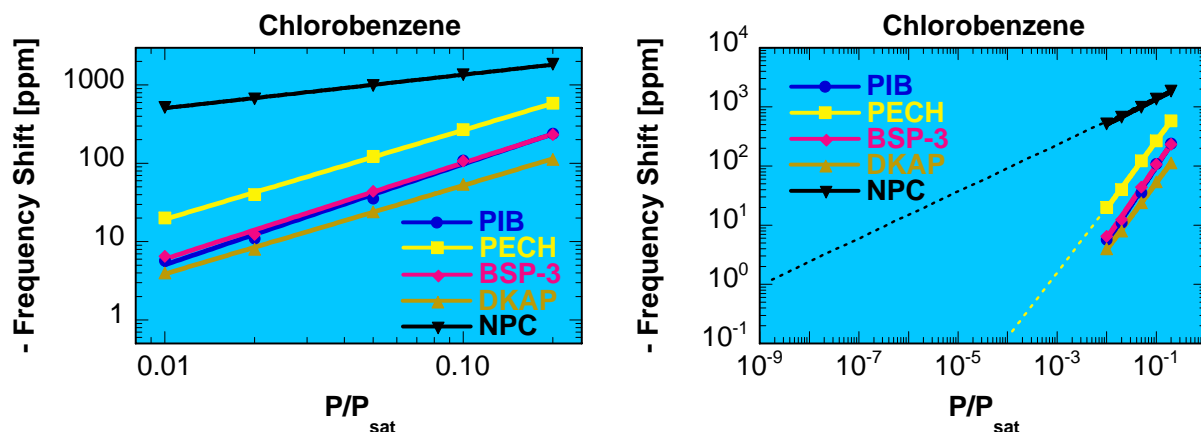 Chlorobenzene
- Frequency Shift [ppm]
1000
100
10
1
0.01
0.10
P/P_sat
PIB
PECH
BSP-3
DKAP
NPC
Chlorobenzene
- Frequency Shift [ppm]
10^4
10^3
10^2
10^1
10^0
10^-1
10^-9
10^-7
10^-5
10^-3
10^-1
P/P_sat
PIB
PECH
BSP-3
DKAP
NPC